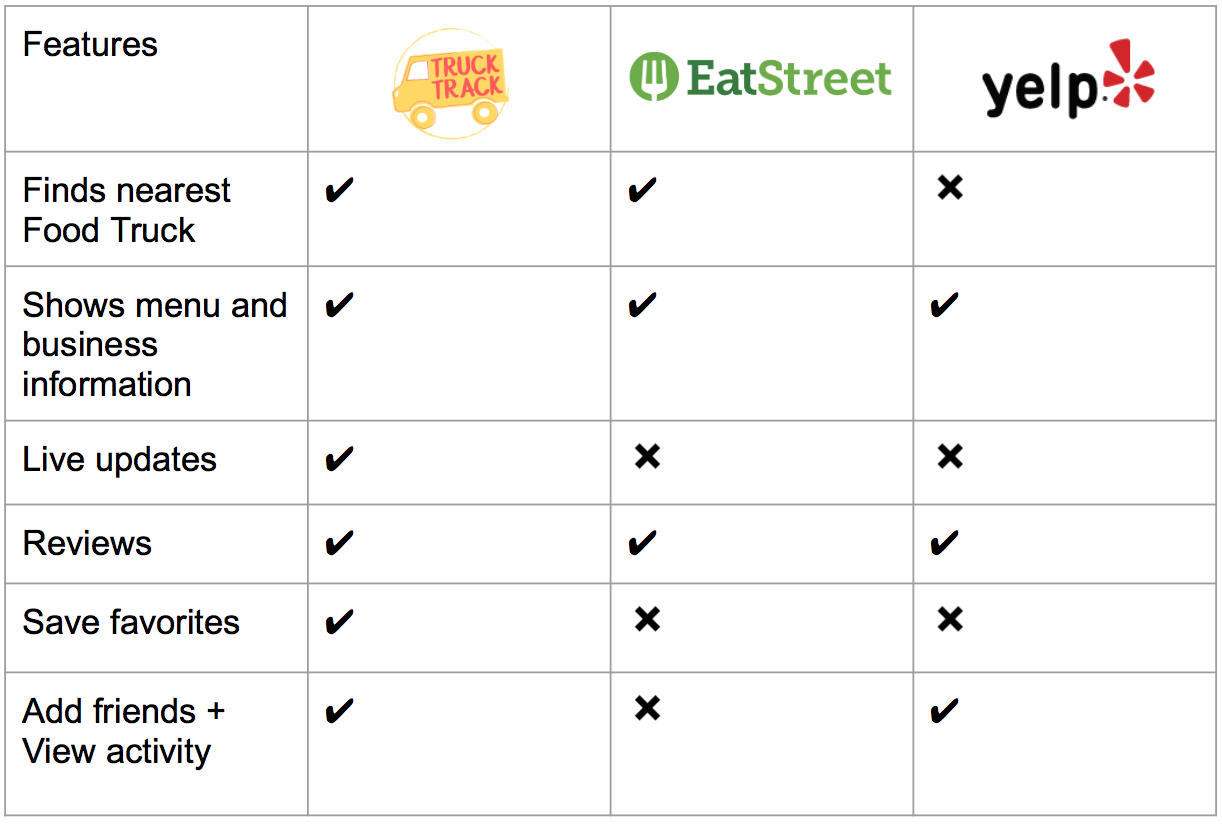 Features
TRUCK
TRACK
EatStreet
yelp
Finds nearest
Food Truck
✔ ✔ ✖
Shows menu and
business
information
✔ ✔ ✔
Live updates ✔ ✖ ✖
Reviews ✔ ✔ ✔
Save favorites ✔ ✖ ✖
Add friends +
View activity
✔ ✖ ✔